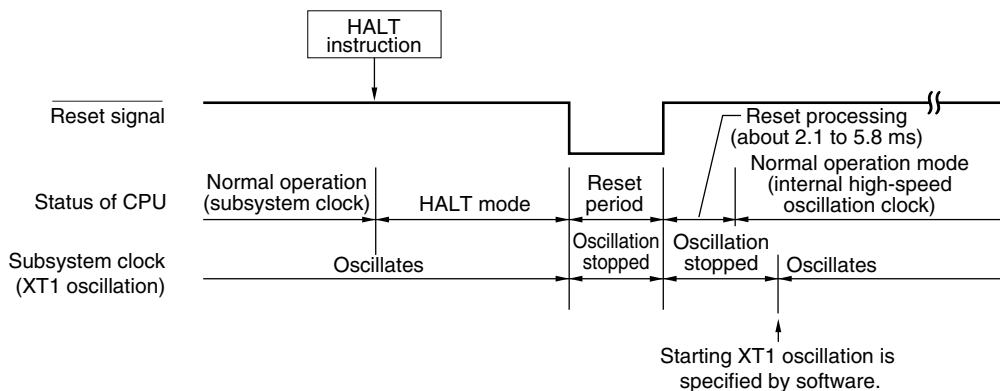 HALT
instruction
Reset signal
Reset processing
(about 2.1 to 5.8 ms)
Status of CPU
Normal operation
(subsystem clock)
HALT mode
Reset
period
Normal operation mode
(internal high-speed
oscillation clock)
Subsystem clock
(XT1 oscillation)
Oscillates
Oscillation
stopped
Oscillation
stopped
Oscillates
Starting XT1 oscillation is
specified by software.